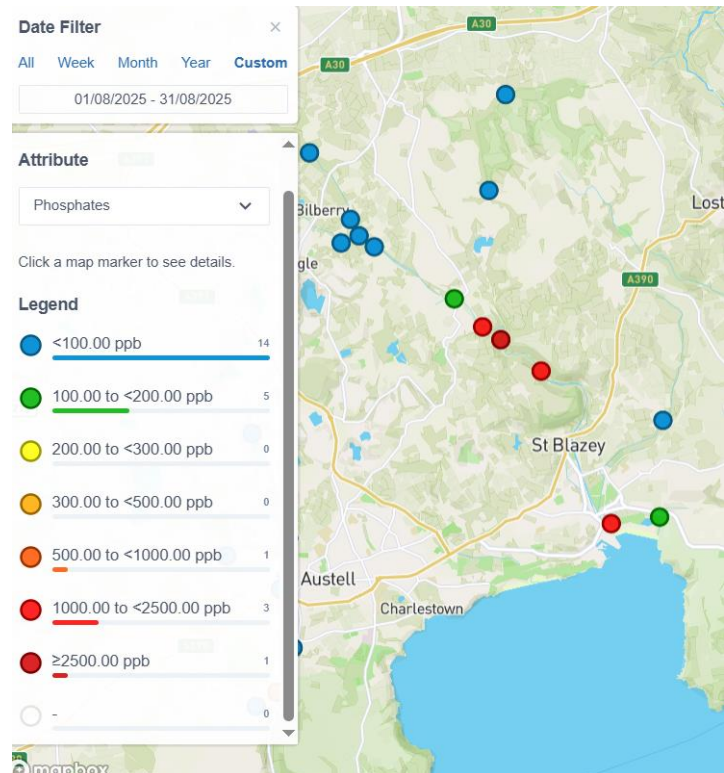 Date Filter ×
All Week Month Year Custom
01/08/2025 - 31/08/2025
Attribute
Phosphates
Click a map marker to see details.
Legend
<100.00 ppb 14
100.00 to <200.00 ppb 5
200.00 to <300.00 ppb 0
300.00 to <500.00 ppb 0
500.00 to <1000.00 ppb 1
1000.00 to <2500.00 ppb 3
≥2500.00 ppb 1
- 0
mapbox
A30
A30
Bilberry
Lost
gle
A390
St Blazey
Austell
Charlestown